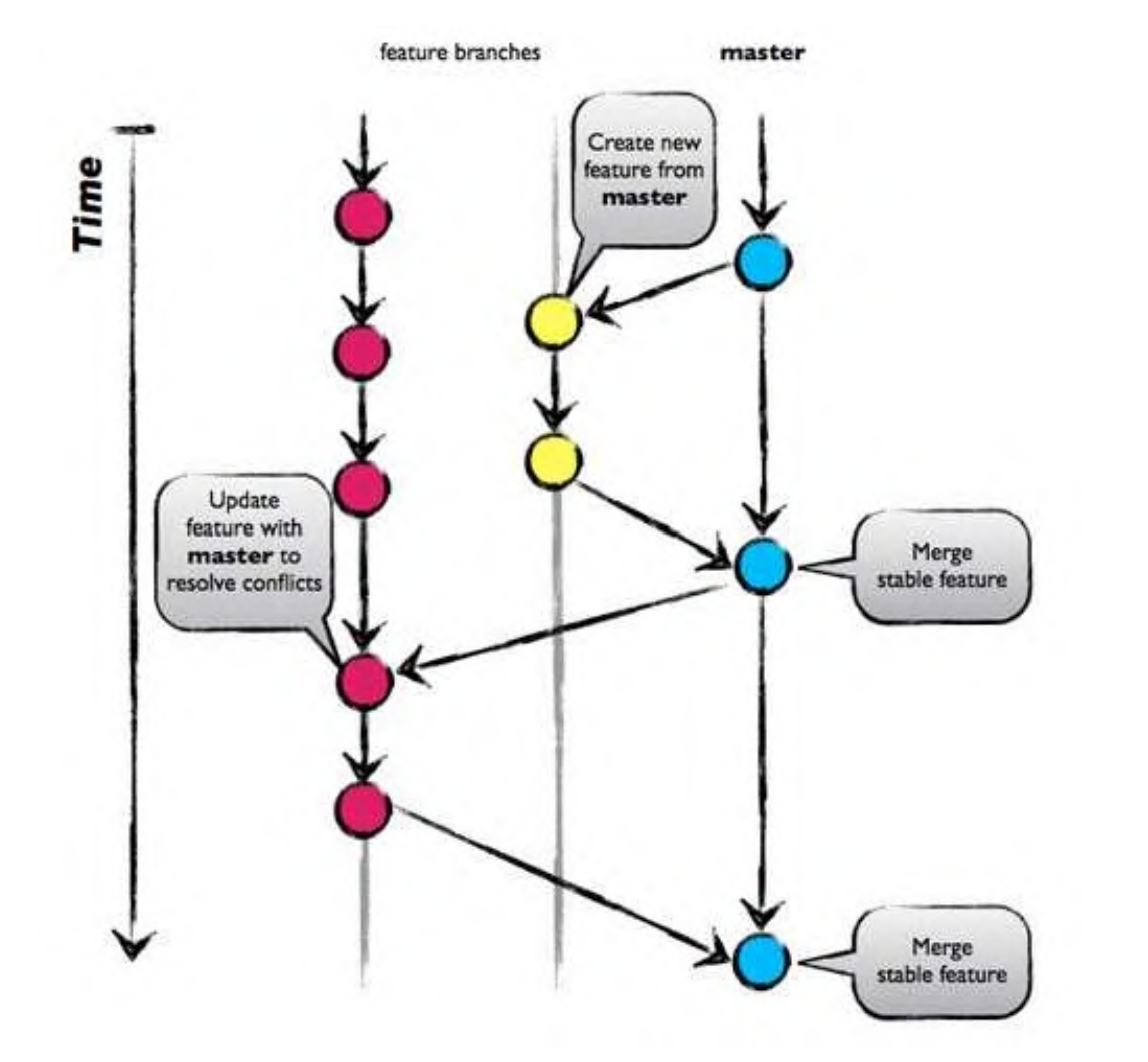 feature branches
master
Time
Create new
feature from
master
Update
feature with
master to
resolve conflicts
Merge
stable feature
Merge
stable feature